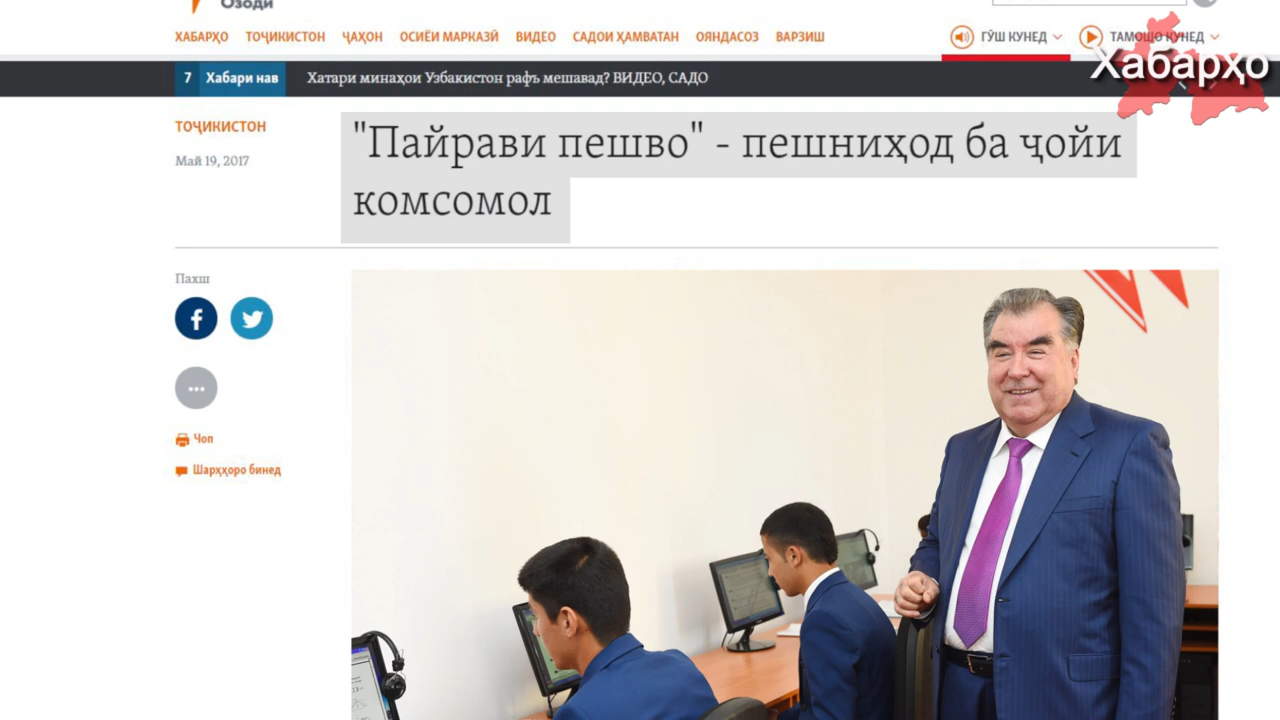 Озоди
ХАБАРҲО ТОҶИКИСТОН ҶАҲОН ОСИЁИ МАРКАЗӢ ВИДЕО САДОИ ҲАМВАТАН ОЯНДАСОЗ ВАРЗИШ ГӮШ КУНЕД ТАМОШО КУНЕД
Хабарҳо
7 Хабари нав Хатари минаҳои Узбакистон рафъ мешавад? ВИДЕО, САДО
ТОҶИКИСТОН
Май 19, 2017
"Пайрави пешво" - пешниҳод ба ҷойи
комсомол
Пахш
Чоп
Шарҳҳоро бинед